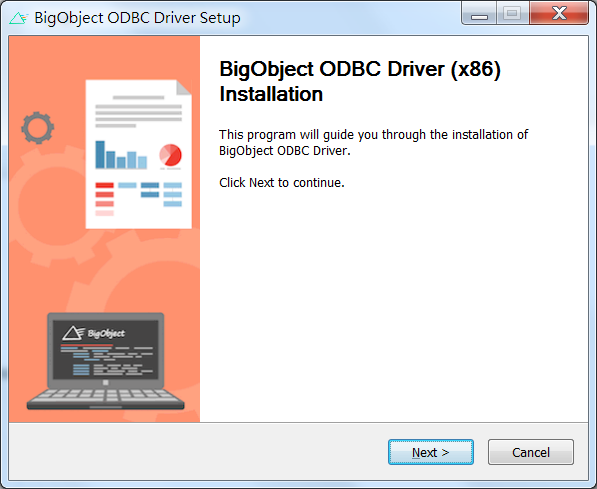 BigObject ODBC Driver Setup
BigObject ODBC Driver (x86)
Installation
This program will guide you through the installation of
BigObject ODBC Driver.
Click Next to continue.
BigObject
Next >
Cancel